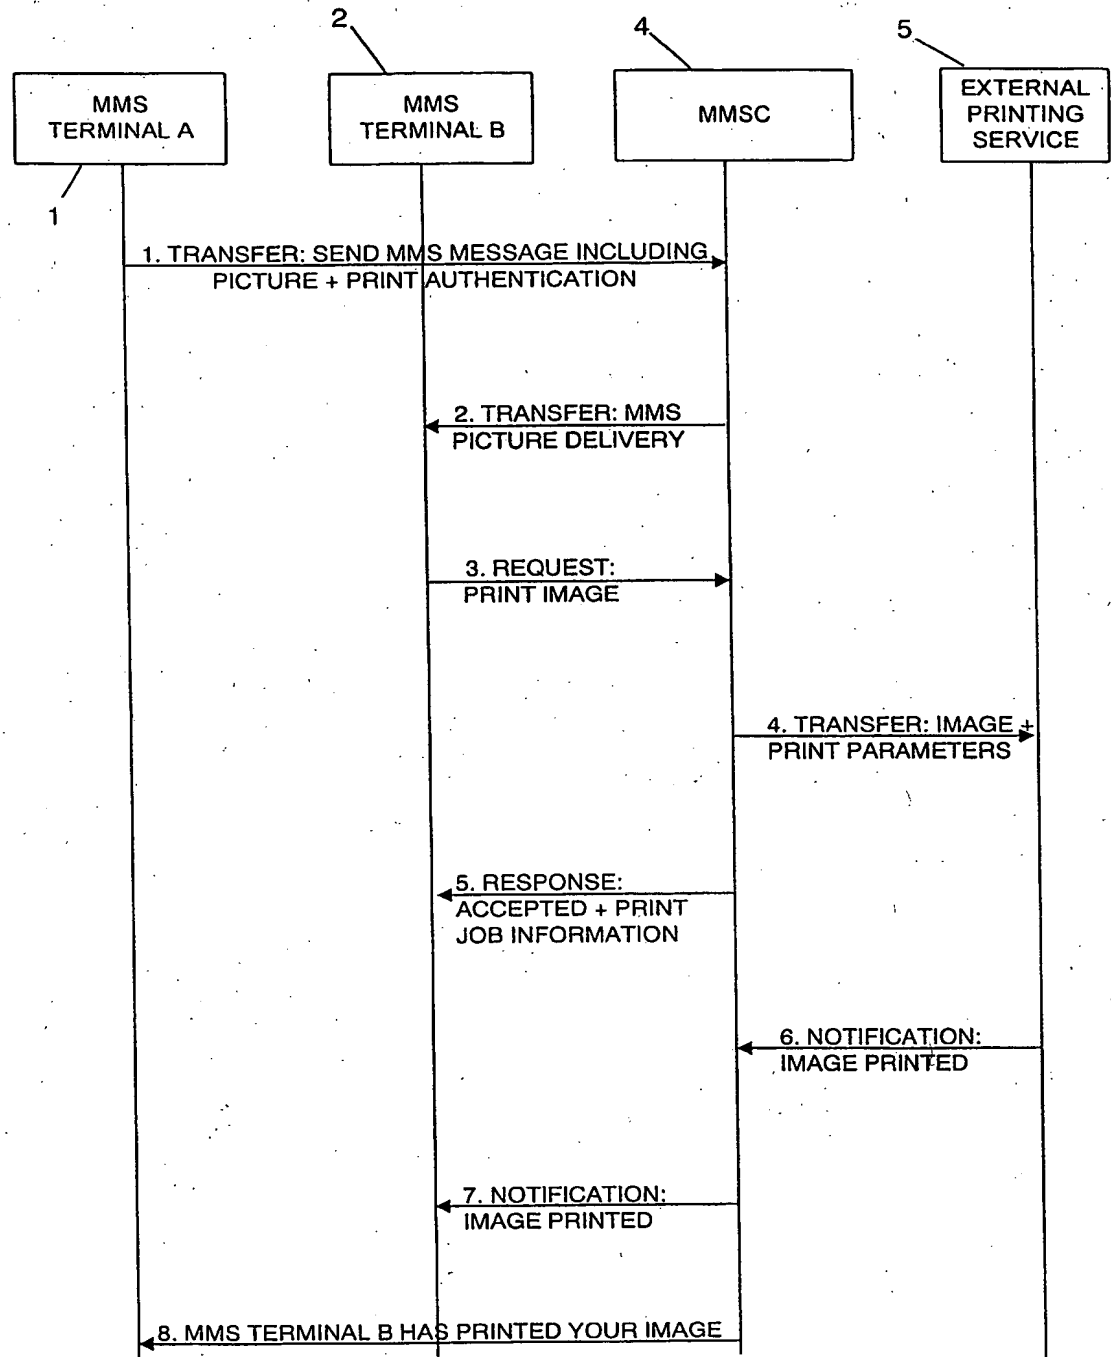 2
4
5
MMS
TERMINAL A
MMS
TERMINAL B
MMSC
EXTERNAL
PRINTING
SERVICE
1
1. TRANSFER: SEND MMS MESSAGE INCLUDING
PICTURE + PRINT AUTHENTICATION
2. TRANSFER: MMS
PICTURE DELIVERY
3. REQUEST:
PRINT IMAGE
4. TRANSFER: IMAGE +
PRINT PARAMETERS
5. RESPONSE:
ACCEPTED + PRINT
JOB INFORMATION
6. NOTIFICATION:
IMAGE PRINTED
7. NOTIFICATION:
IMAGE PRINTED
8. MMS TERMINAL B HAS PRINTED YOUR IMAGE